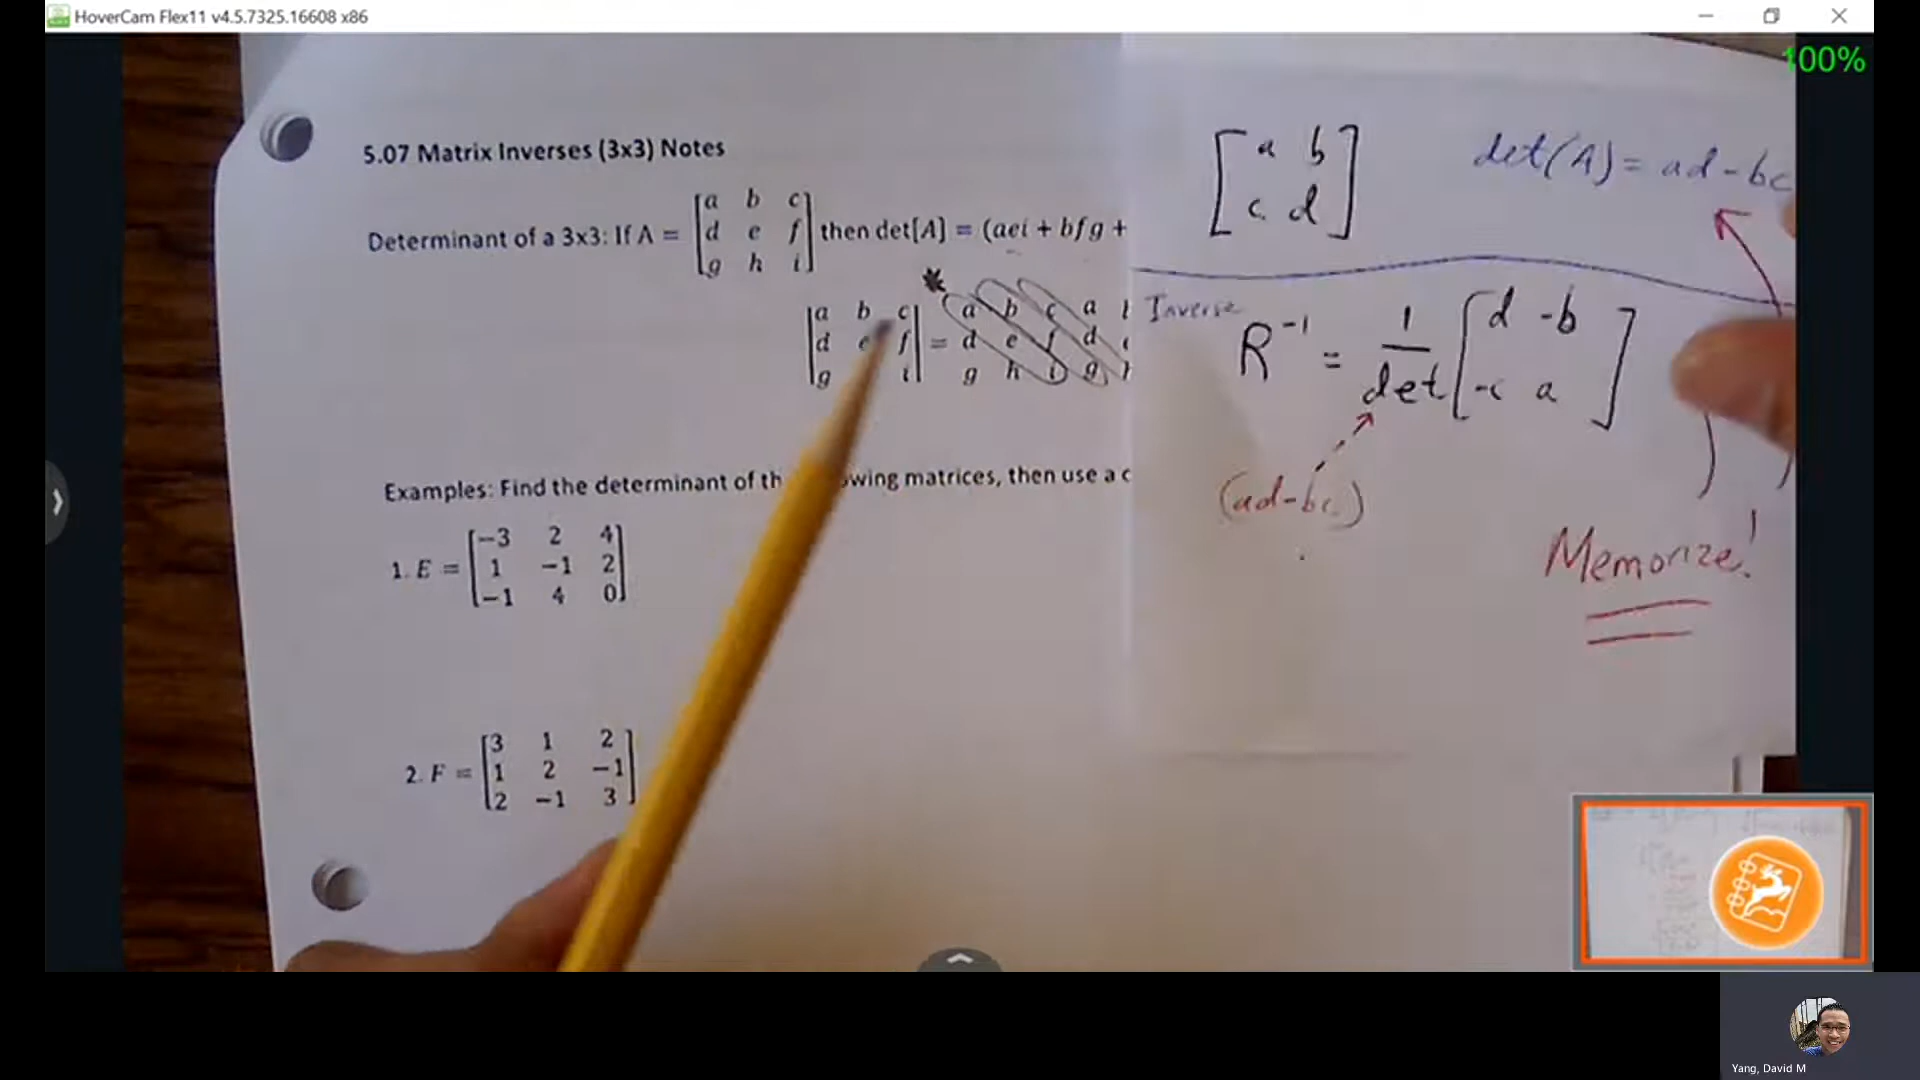 HoverCam Flex11 v4.5.7325.16608 x86
100%
5.07 Matrix Inverses (3x3) Notes
Determinant of a 3x3: If A = [a b c
d e f
g h i] then det[A] = (aei + bfg +
|a b c
d e f
g i| = a b c a
d e f d
g h i g
Examples: Find the determinant of th wing matrices, then use a c
1. E = [−3 2 4
1 −1 2
−1 4 0]
2. F = [3 1 2
1 2 −1
2 −1 3]
[a b
c d]
det(A) = ad - bc
Inverse
R⁻¹ = 1/det [d -b
-c a]
(ad-bc)
Memorize!
Yang, David M